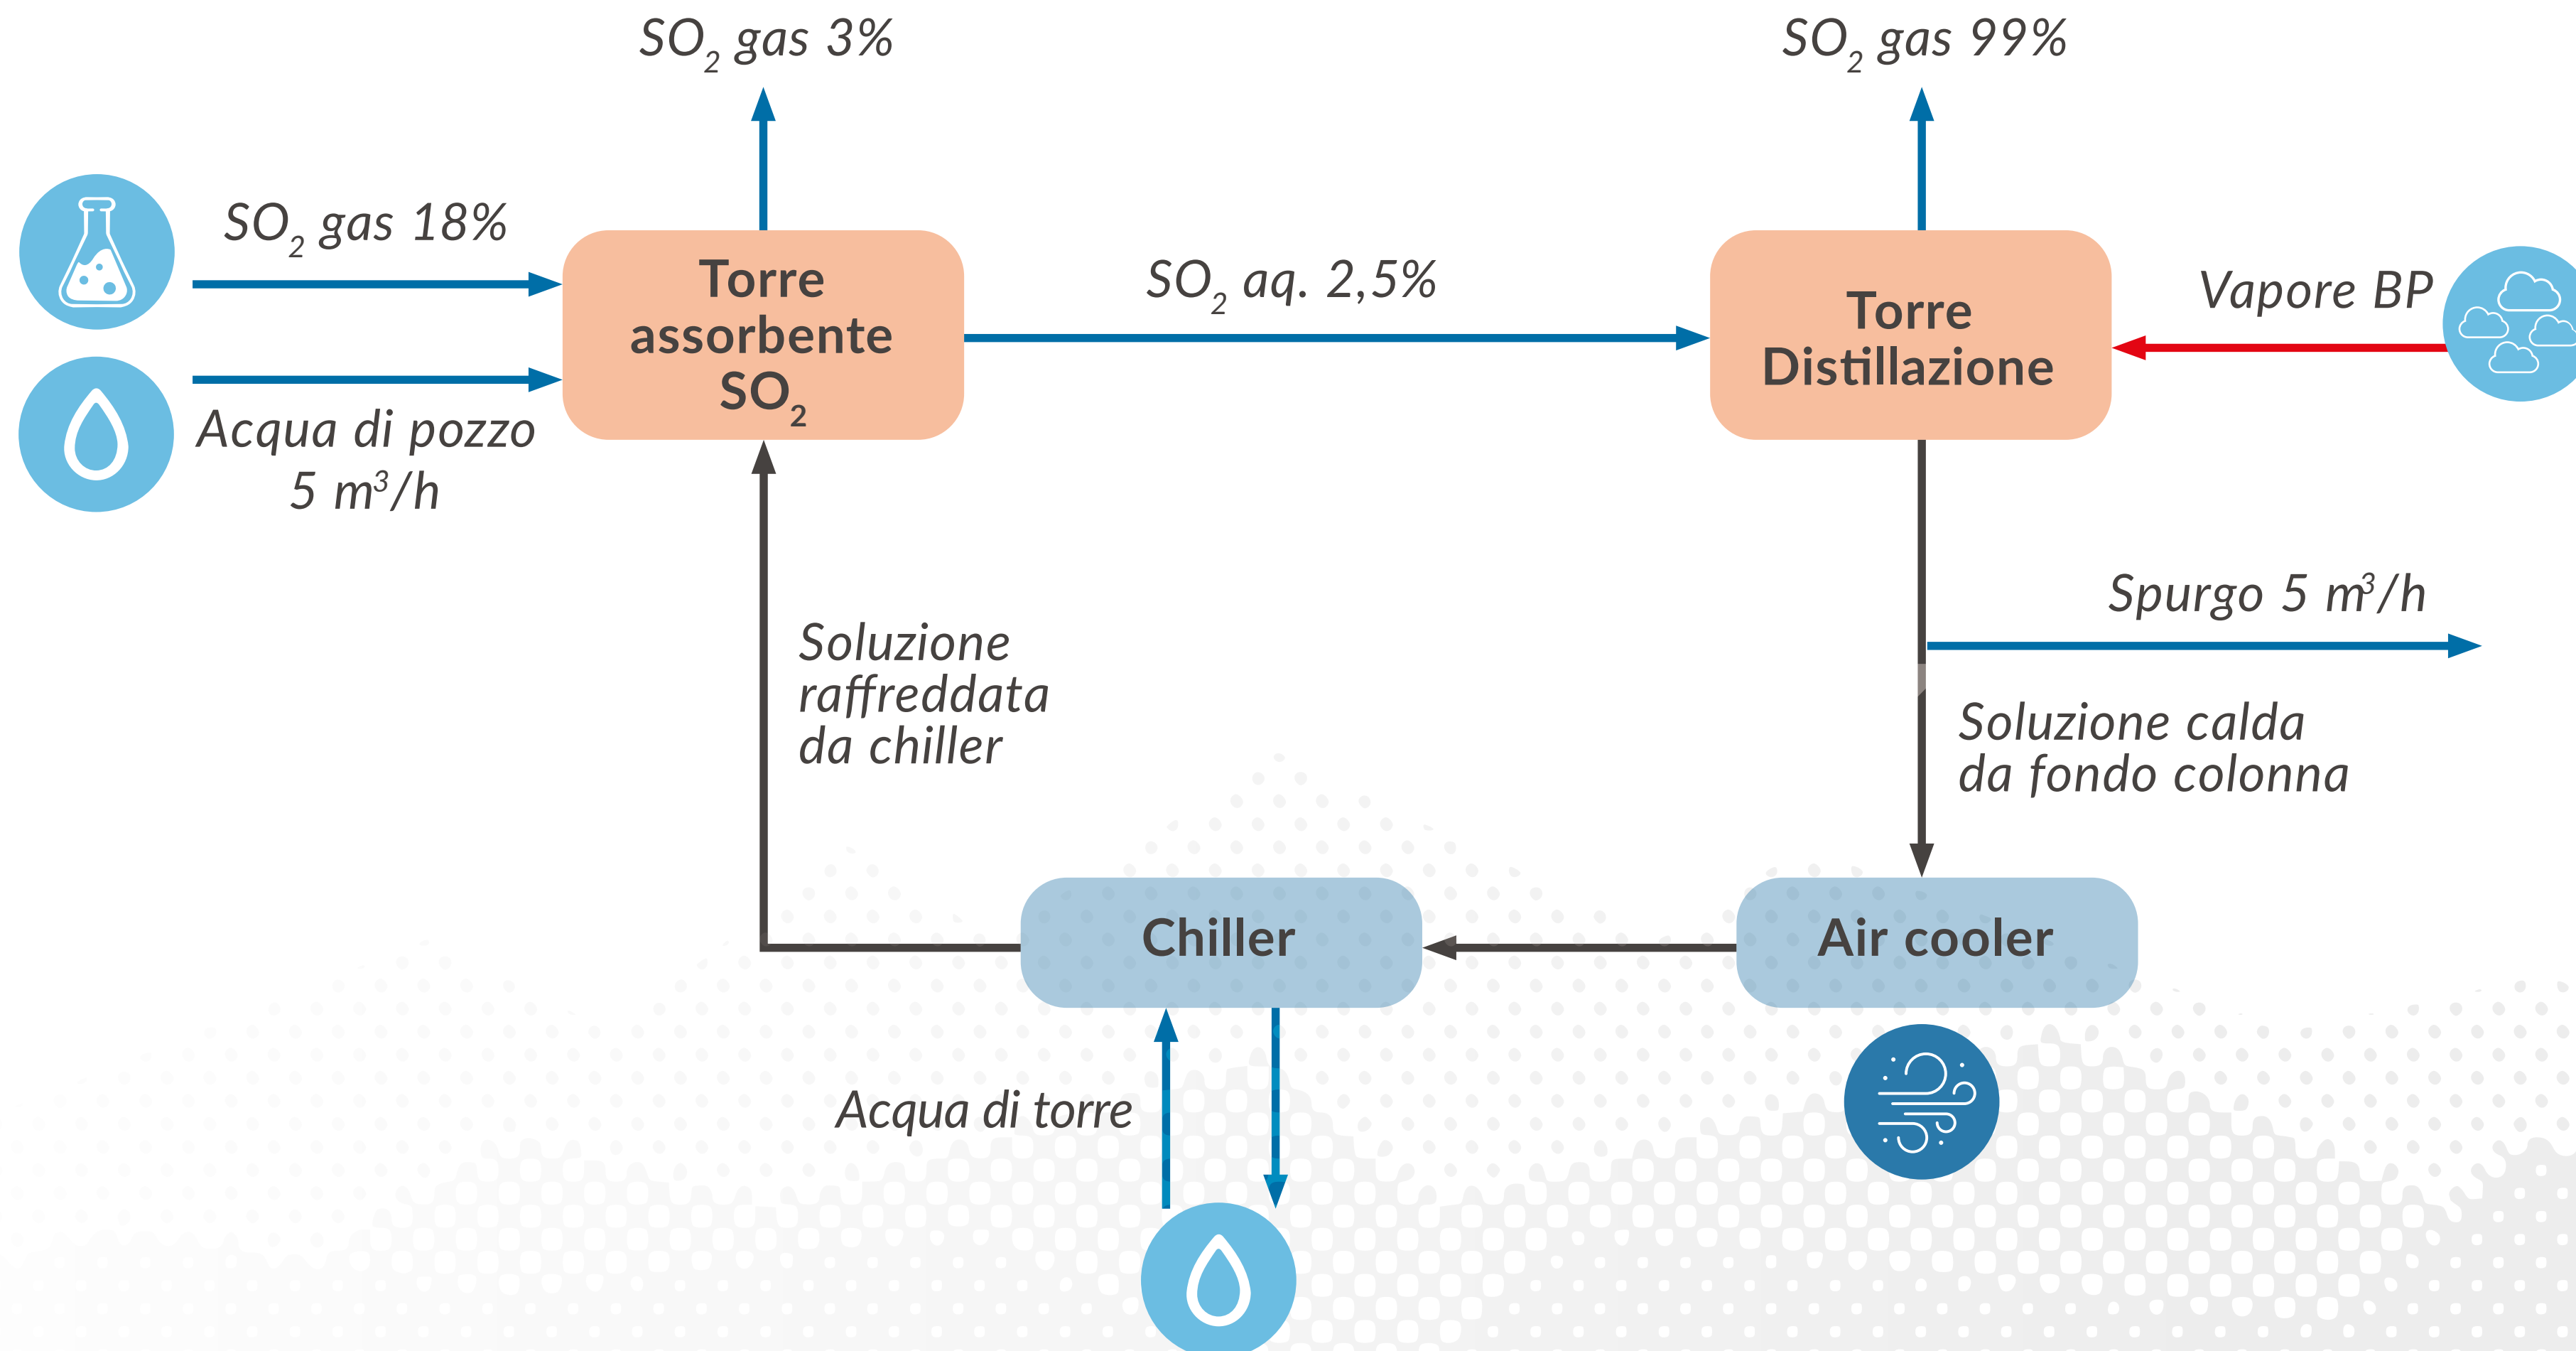 SO₂ gas 3%
SO₂ gas 99%
SO₂ gas 18%
Acqua di pozzo
5 m³/h
Torre
assorbente
SO₂
SO₂ aq. 2,5%
Torre
Distillazione
Vapore BP
Spurgo 5 m³/h
Soluzione
raffreddata
da chiller
Soluzione calda
da fondo colonna
Chiller
Air cooler
Acqua di torre